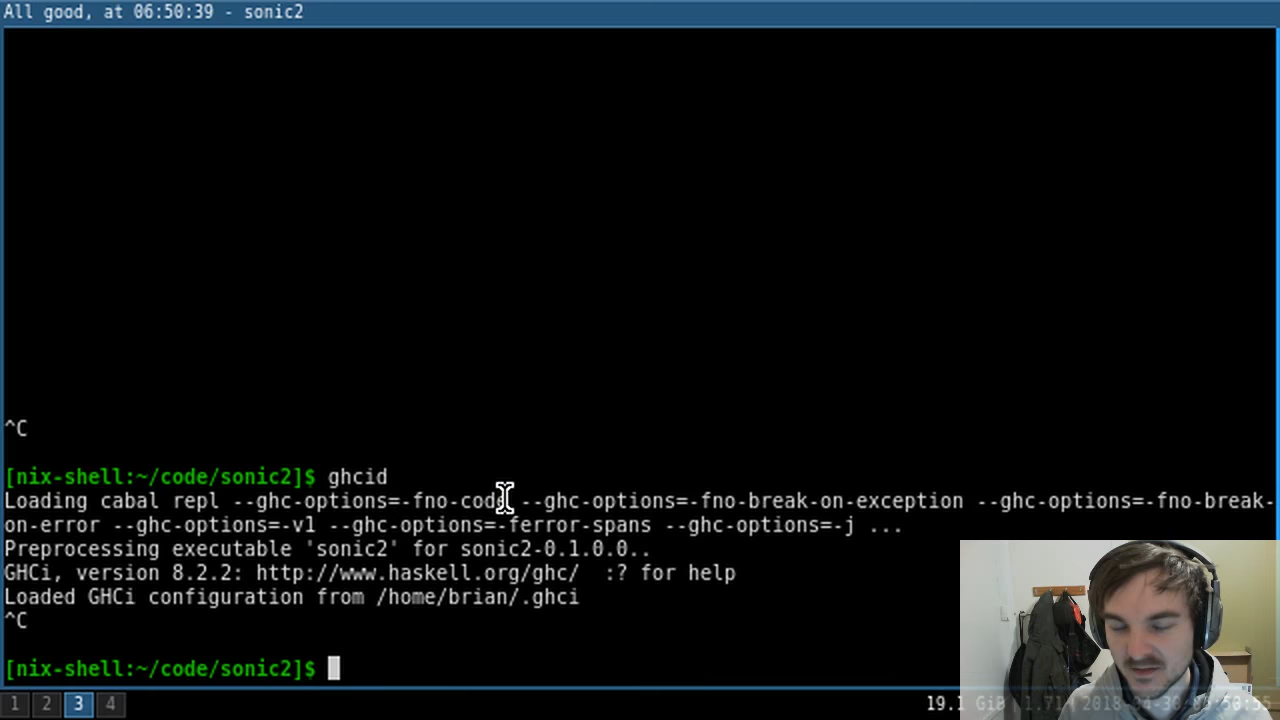 All good, at 06:50:39 - sonic2
^C
[nix-shell:~/code/sonic2]$ ghcid
Loading cabal repl --ghc-options=-fno-code --ghc-options=-fno-break-on-exception --ghc-options=-fno-break-
on-error --ghc-options=-v1 --ghc-options=-ferror-spans --ghc-options=-j ...
Preprocessing executable 'sonic2' for sonic2-0.1.0.0..
GHCi, version 8.2.2: http://www.haskell.org/ghc/  :? for help
Loaded GHCi configuration from /home/brian/.ghci
^C
[nix-shell:~/code/sonic2]$
1 2 3 4 19.1 GiB 1.71